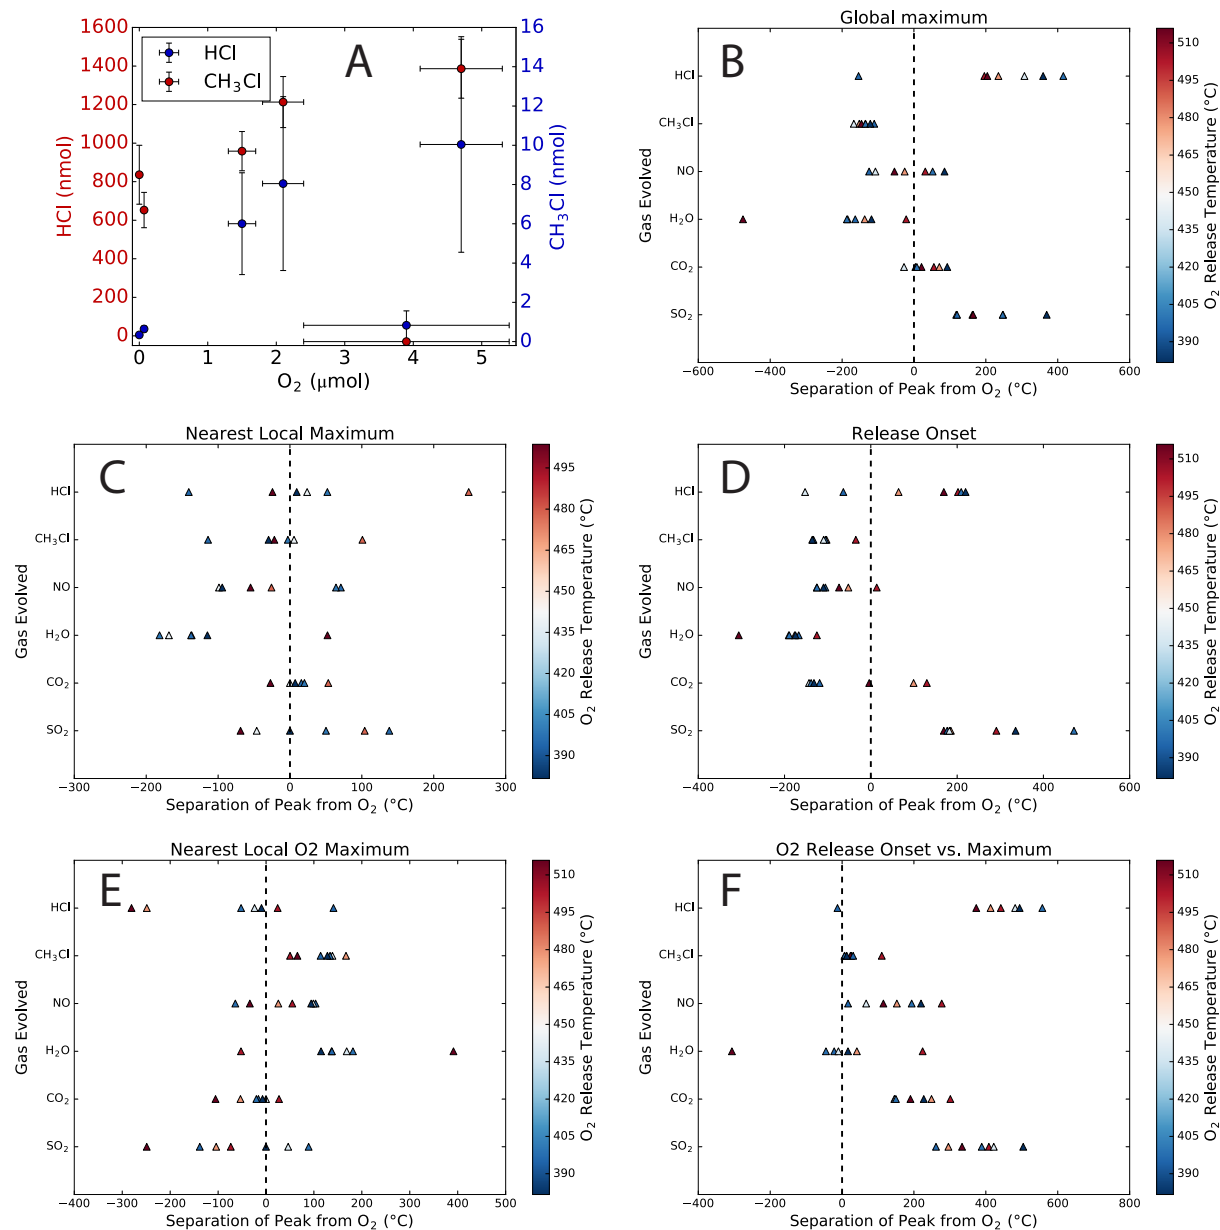 A
HCl
CH₃Cl
1600
1400
1200
1000
800
600
400
200
0
HCl (nmol)
16
14
12
10
8
6
4
2
0
CH₃Cl (nmol)
0 1 2 3 4 5
O₂ (μmol)
Global maximum
B
HCl
CH₃Cl
NO
H₂O
CO₂
SO₂
Gas Evolved
−600 −400 −200 0 200 400 600
Separation of Peak from O₂ (°C)
510
495
480
465
450
435
420
405
390
O₂ Release Temperature (°C)
Nearest Local Maximum
C
HCl
CH₃Cl
NO
H₂O
CO₂
SO₂
Gas Evolved
−300 −200 −100 0 100 200 300
Separation of Peak from O₂ (°C)
495
480
465
450
435
420
405
390
O₂ Release Temperature (°C)
Release Onset
D
HCl
CH₃Cl
NO
H₂O
CO₂
SO₂
Gas Evolved
−400 −200 0 200 400 600
Separation of Peak from O₂ (°C)
510
495
480
465
450
435
420
405
390
O₂ Release Temperature (°C)
Nearest Local O2 Maximum
E
HCl
CH₃Cl
NO
H₂O
CO₂
SO₂
Gas Evolved
−400 −300 −200 −100 0 100 200 300 400 500
Separation of Peak from O₂ (°C)
510
495
480
465
450
435
420
405
390
O₂ Release Temperature (°C)
O2 Release Onset vs. Maximum
F
HCl
CH₃Cl
NO
H₂O
CO₂
SO₂
Gas Evolved
−400 −200 0 200 400 600 800
Separation of Peak from O₂ (°C)
510
495
480
465
450
435
420
405
390
O₂ Release Temperature (°C)